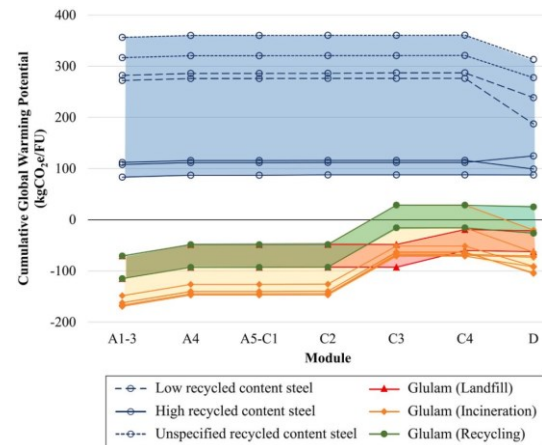 Cumulative Global Warming Potential
(kgCO₂e/FU)
400
300
200
100
0
-100
-200
A1-3 A4 A5-C1 C2 C3 C4 D
Module
Low recycled content steel
High recycled content steel
Unspecified recycled content steel
Glulam (Landfill)
Glulam (Incineration)
Glulam (Recycling)